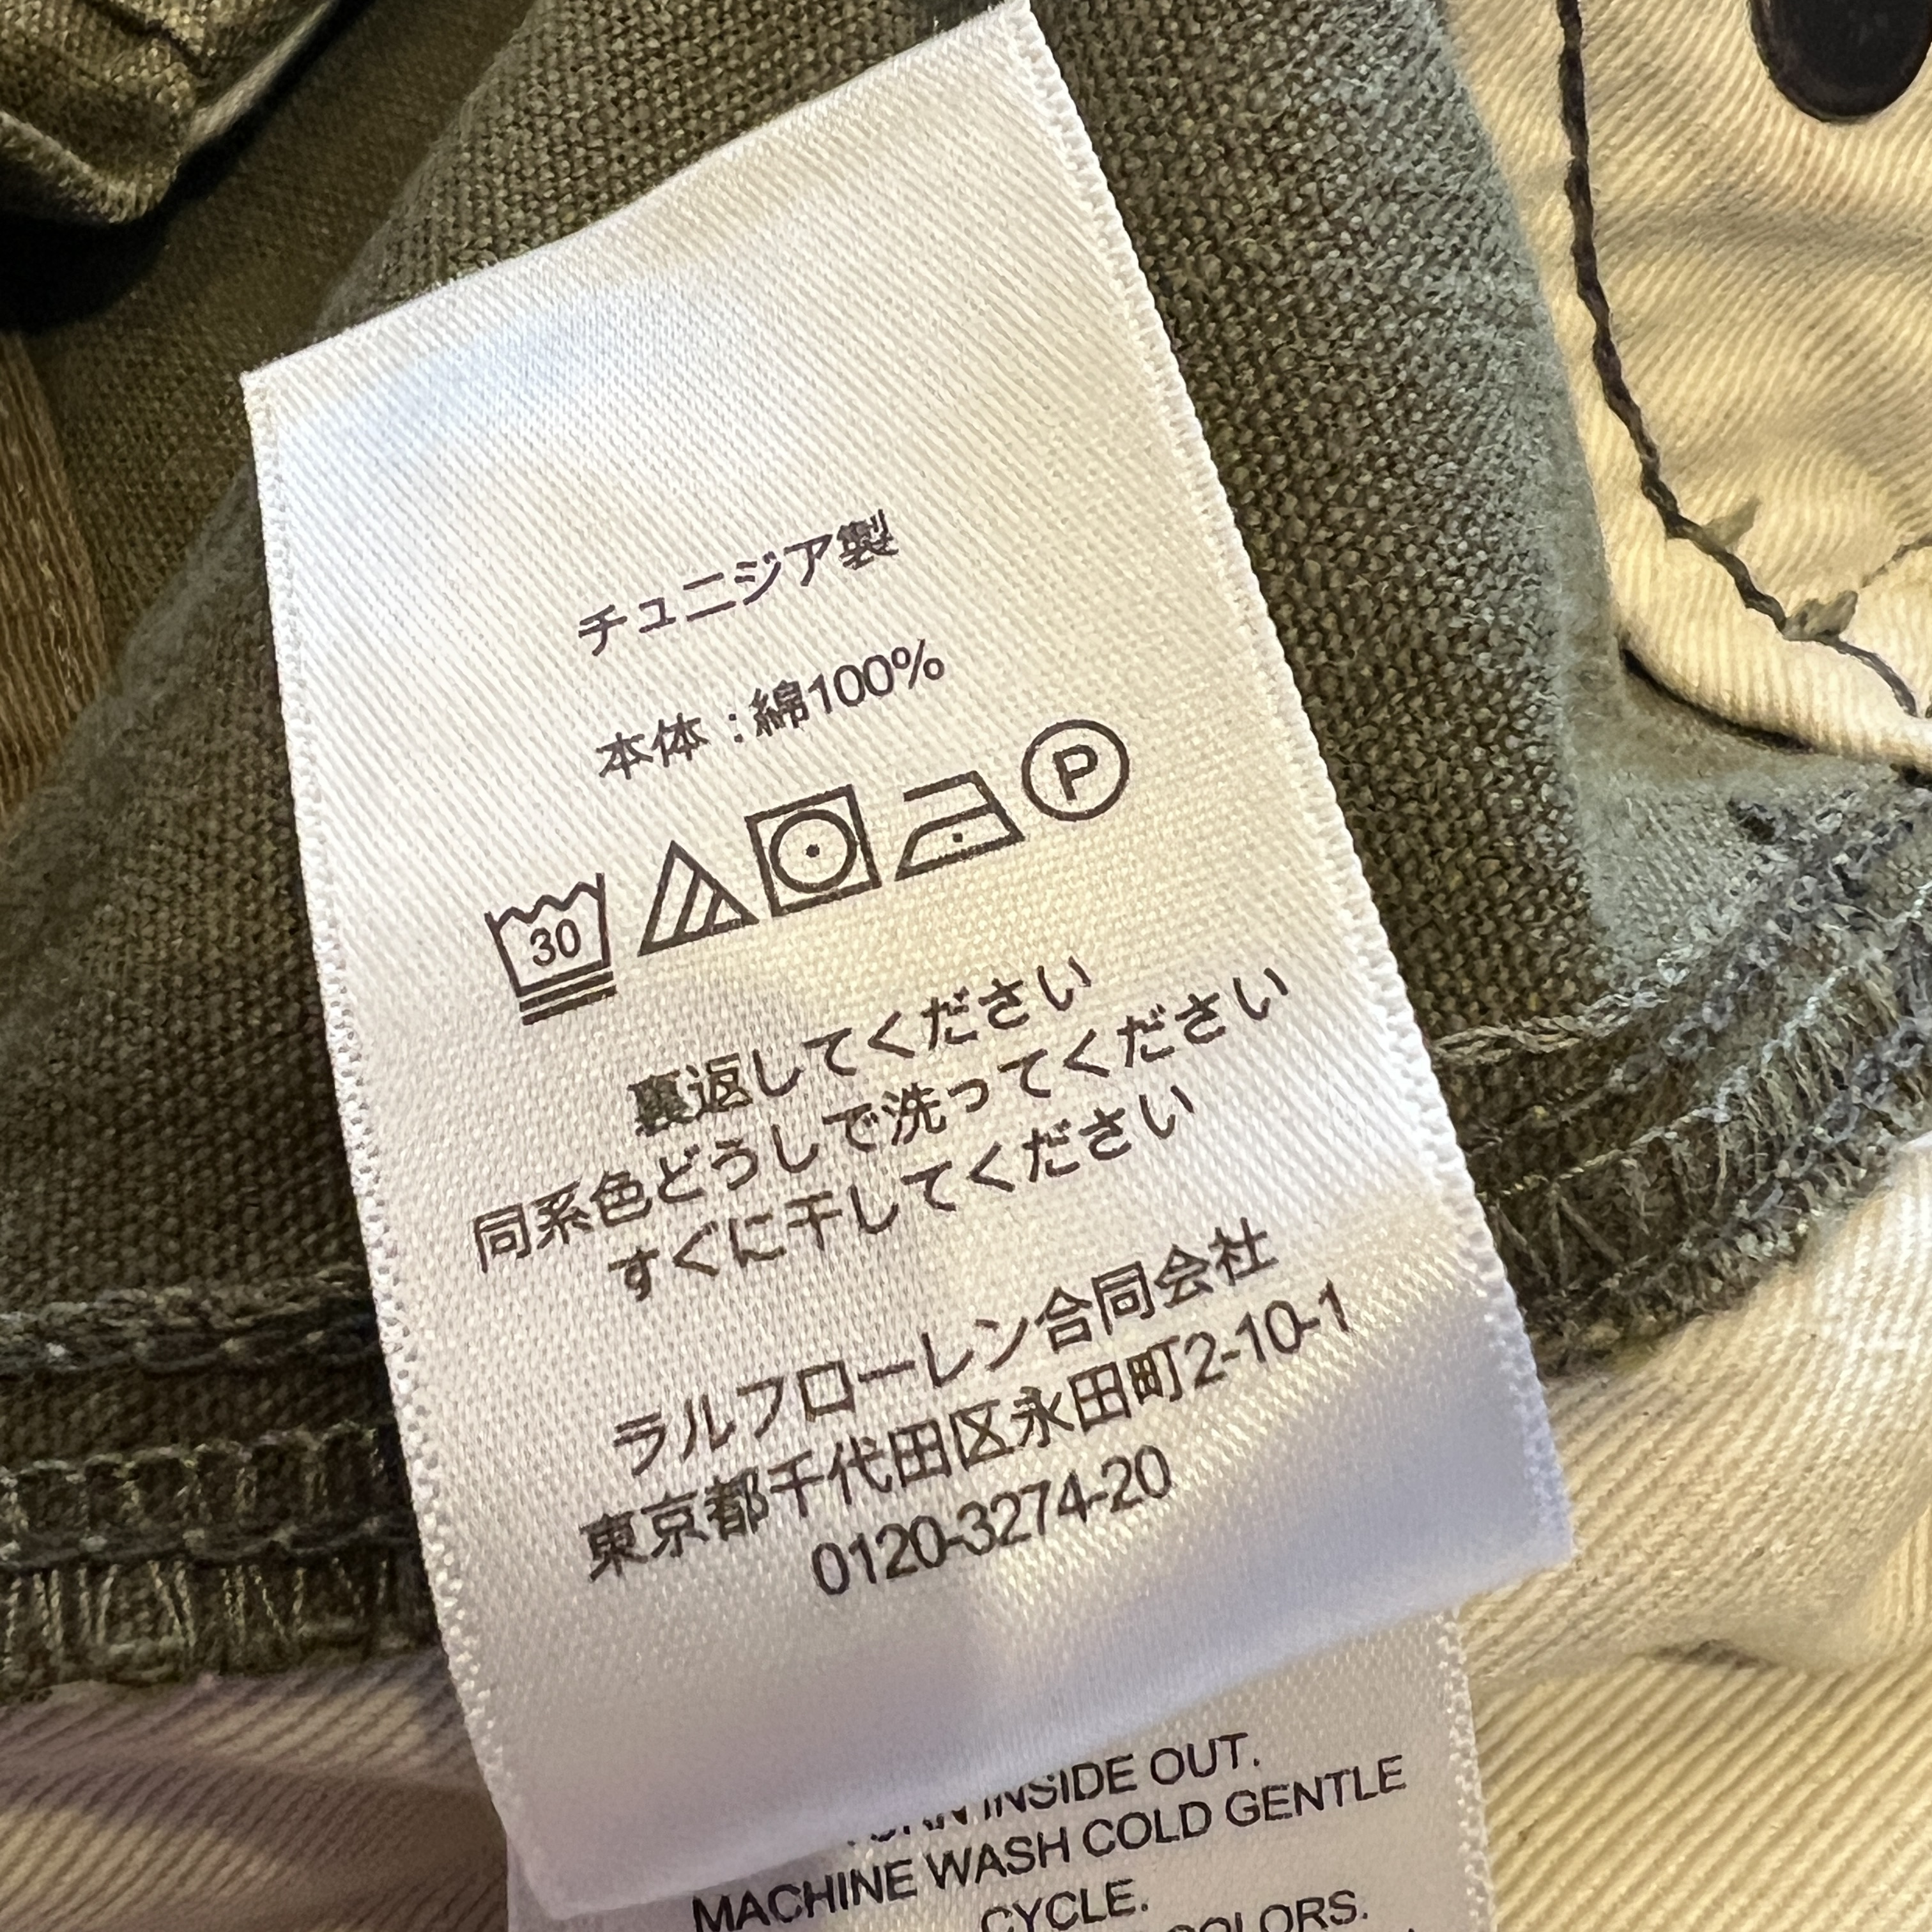 チュニジア製
本体:綿100%
30 P
裏返してください
同系色どうしで洗ってください
すぐに干してください
ラルフローレン合同会社
東京都千代田区永田町2-10-1
0120-3274-20
INSIDE OUT.
MACHINE WASH COLD GENTLE
CYCLE.
COLORS.